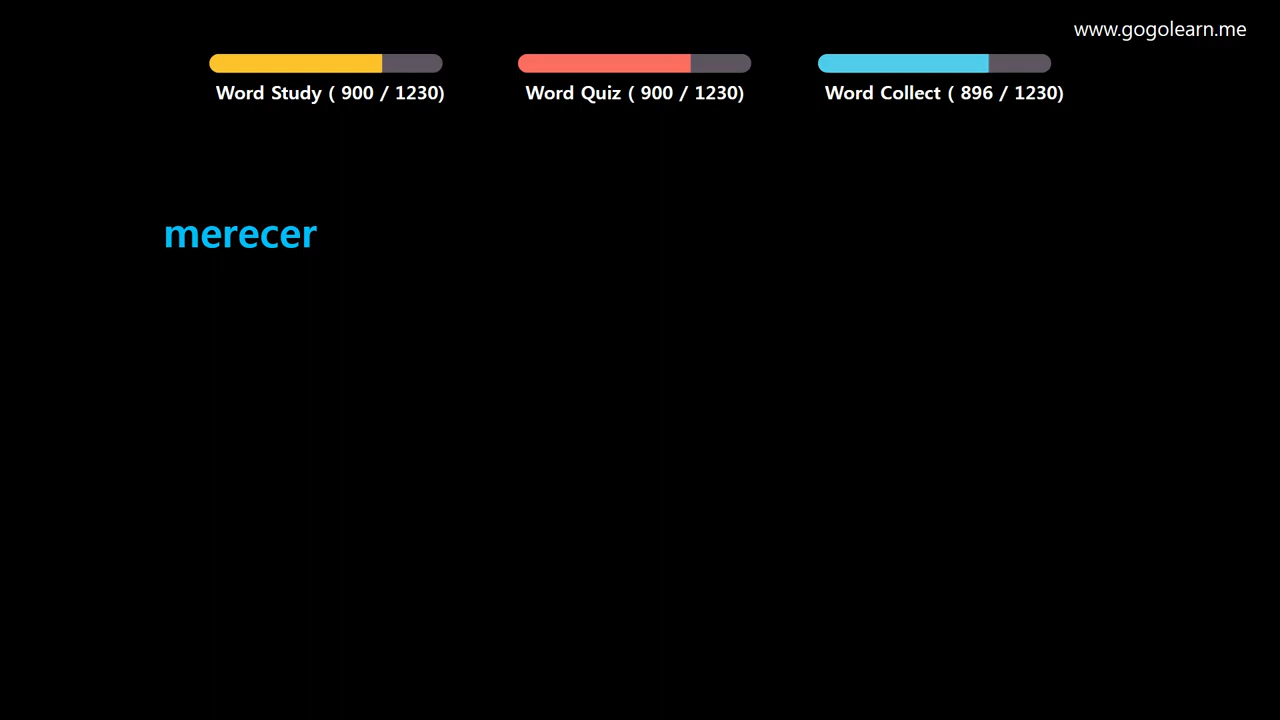 www.gogolearn.me
Word Study ( 900 / 1230)
Word Quiz ( 900 / 1230)
Word Collect ( 896 / 1230)
merecer